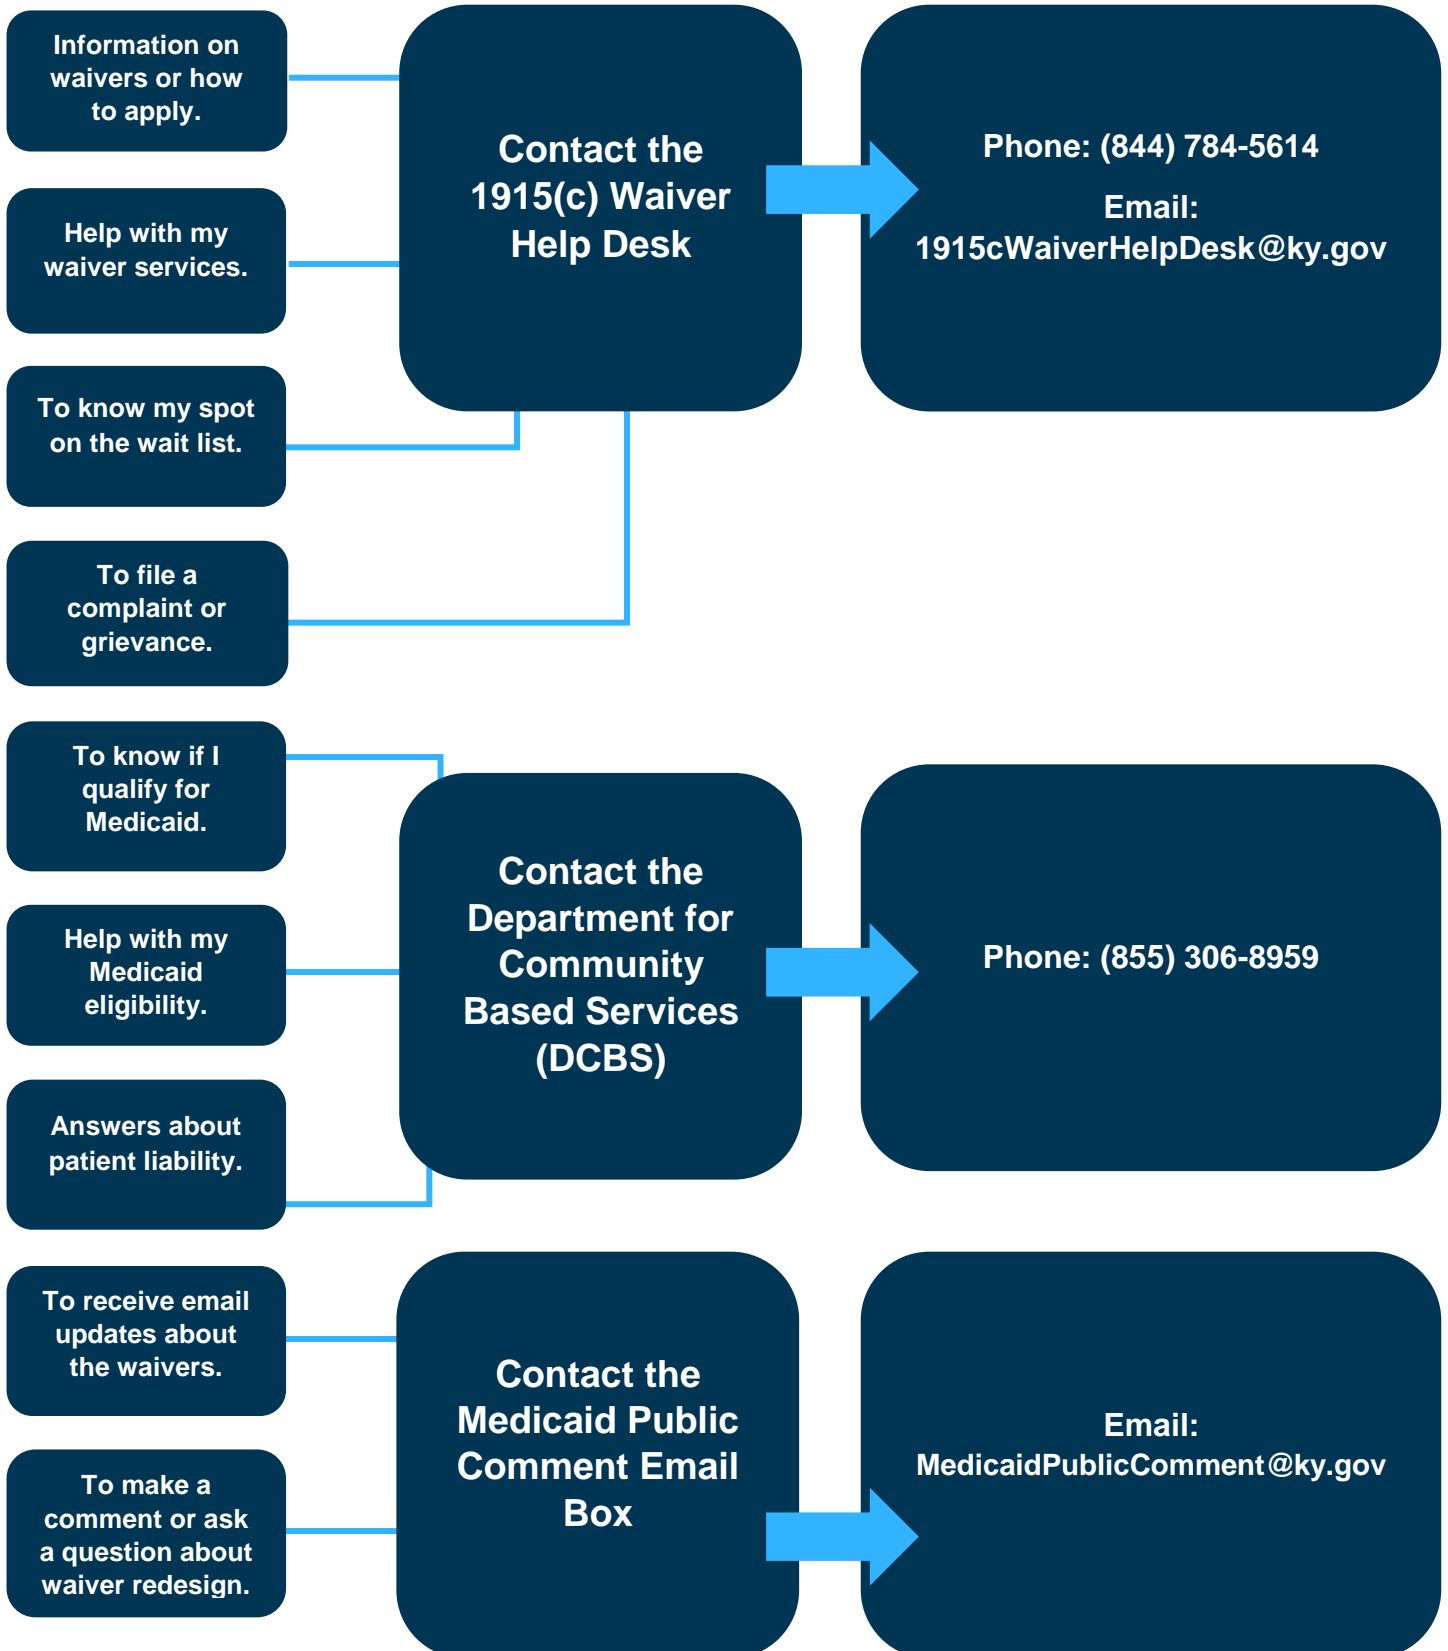 Information on
waivers or how
to apply.
Help with my
waiver services.
To know my spot
on the wait list.
To file a
complaint or
grievance.
Contact the
1915(c) Waiver
Help Desk
Phone: (844) 784-5614
Email:
1915cWaiverHelpDesk@ky.gov
To know if I
qualify for
Medicaid.
Help with my
Medicaid
eligibility.
Answers about
patient liability.
Contact the
Department for
Community
Based Services
(DCBS)
Phone: (855) 306-8959
To receive email
updates about
the waivers.
To make a
comment or ask
a question about
waiver redesign.
Contact the
Medicaid Public
Comment Email
Box
Email:
MedicaidPublicComment@ky.gov